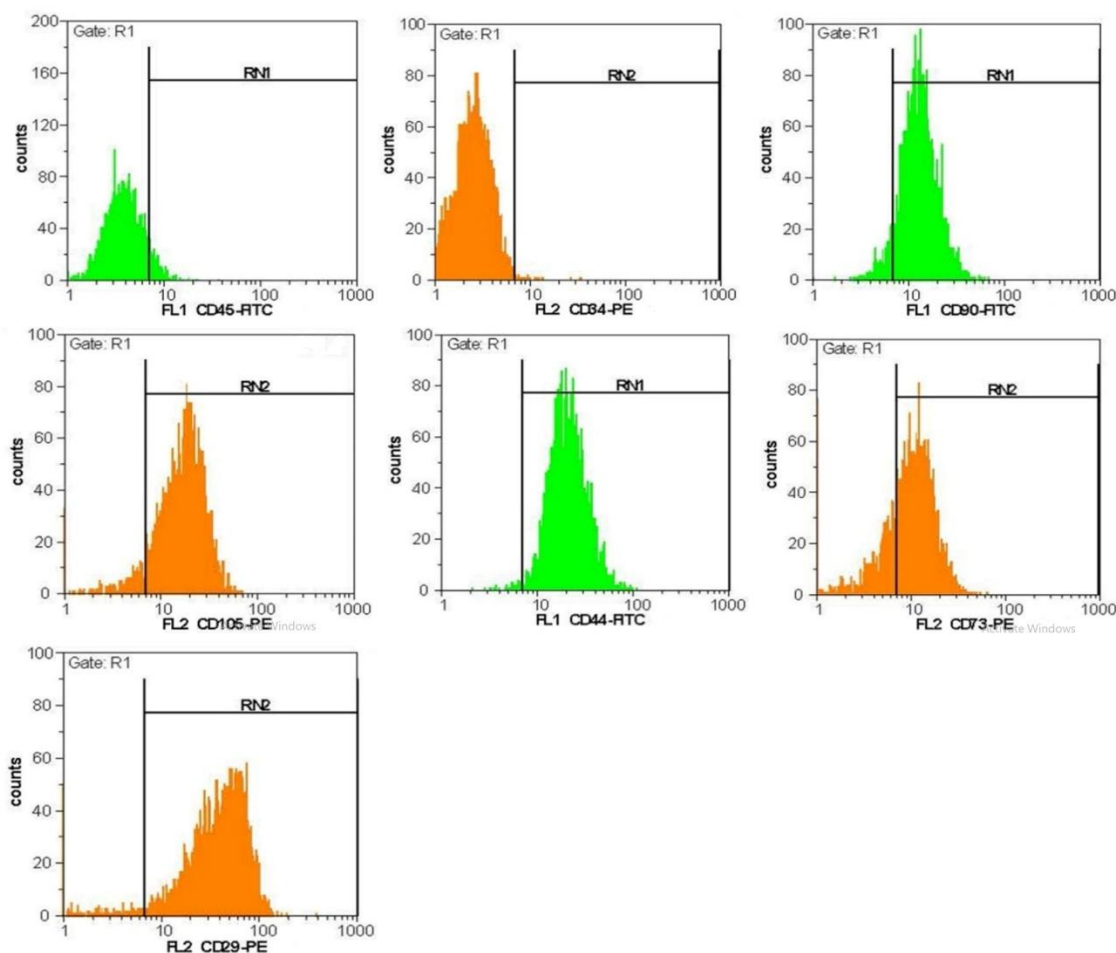 Gate: R1
RN1
200
160
120
80
40
0
counts
1 10 100 1000
FL1 CD45-FITC
Gate: R1
RN2
100
80
60
40
20
0
counts
1 10 100 1000
FL2 CD34-PE
Gate: R1
RN1
100
80
60
40
20
0
counts
1 10 100 1000
FL1 CD90-FITC
Gate: R1
RN2
100
80
60
40
20
0
counts
1 10 100 1000
FL2 CD105-PE
Windows
Gate: R1
RN1
100
80
60
40
20
0
counts
1 10 100 1000
FL1 CD44-FITC
Gate: R1
RN2
100
80
60
40
20
0
counts
1 10 100 1000
FL2 CD73-PE
Activate Windows
Gate: R1
RN2
100
80
60
40
20
0
counts
1 10 100 1000
FL2 CD29-PE